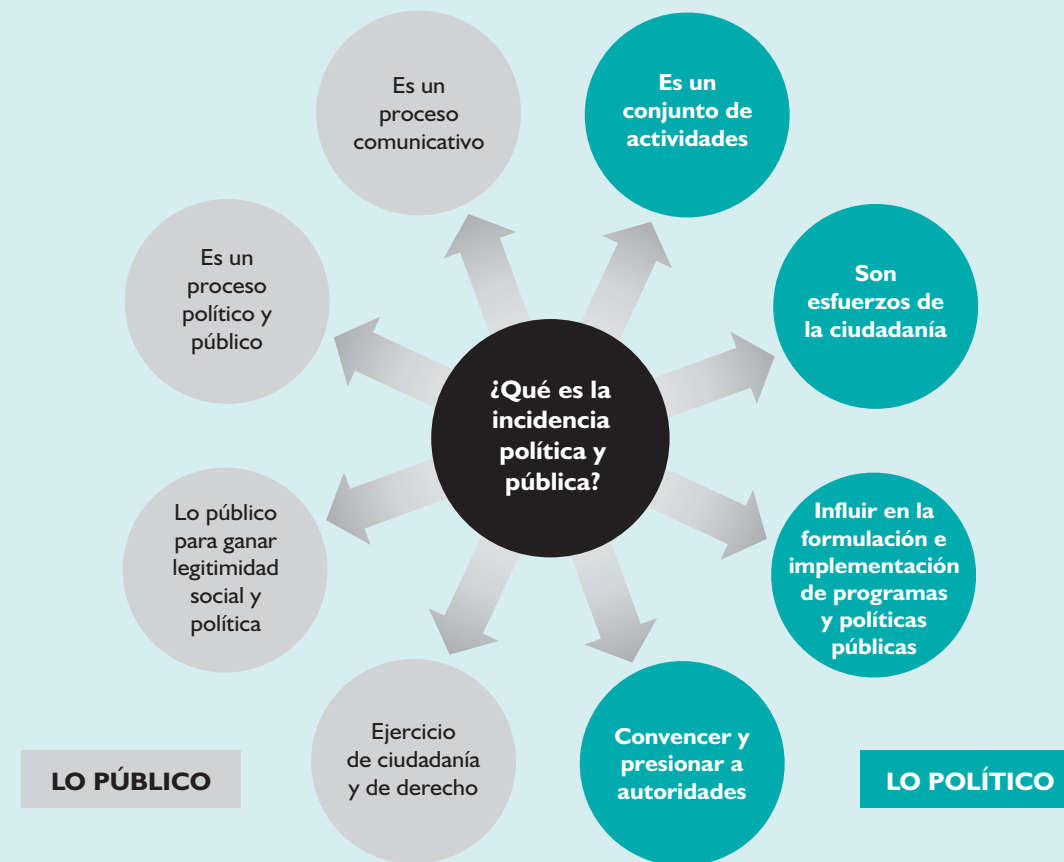 ¿Qué es la
incidencia
política y
pública?
Es un
proceso
comunicativo
Es un
proceso
político y
público
Lo público
para ganar
legitimidad
social y
política
Ejercicio
de ciudadanía
y de derecho
LO PÚBLICO
Es un
conjunto de
actividades
Son
esfuerzos de
la ciudadanía
Influir en la
formulación e
implementación
de programas
y políticas
públicas
Convencer y
presionar a
autoridades
LO POLÍTICO